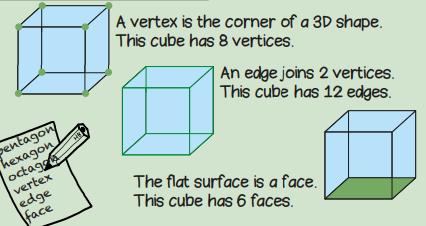 A vertex is the corner of a 3D shape.
This cube has 8 vertices.
An edge joins 2 vertices.
This cube has 12 edges.
pentagon
hexagon
octagon
vertex
edge
face
The flat surface is a face.
This cube has 6 faces.